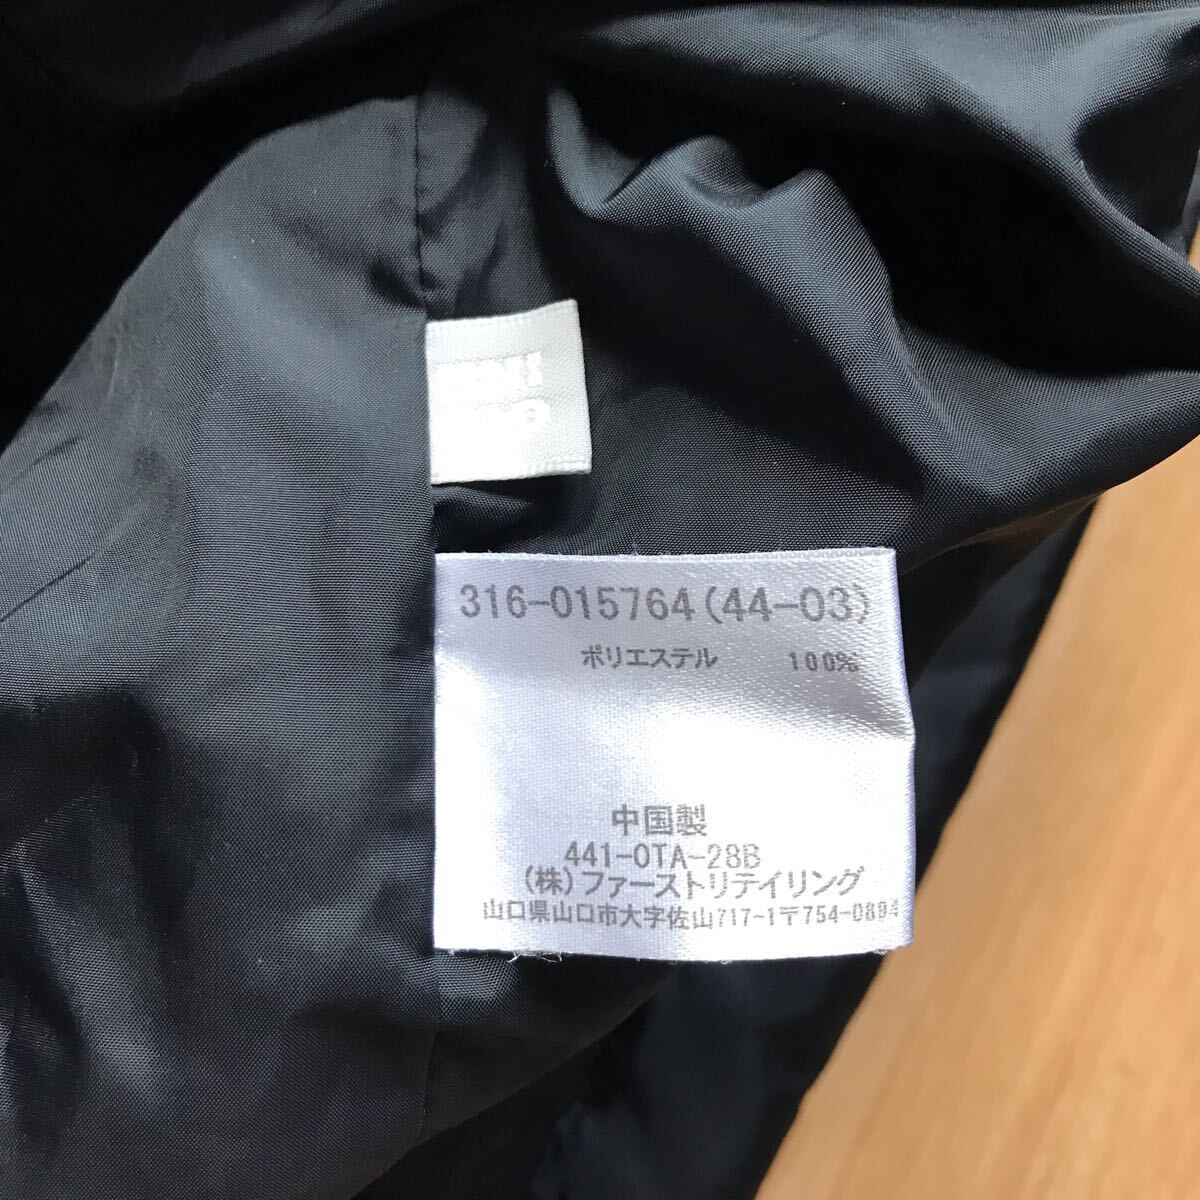 316-015764(44-03)
ポリエステル 100%
中国製
441-0TA-28B
(株)ファーストリテイリング
山口県山口市大字佐山717-1〒754-0894